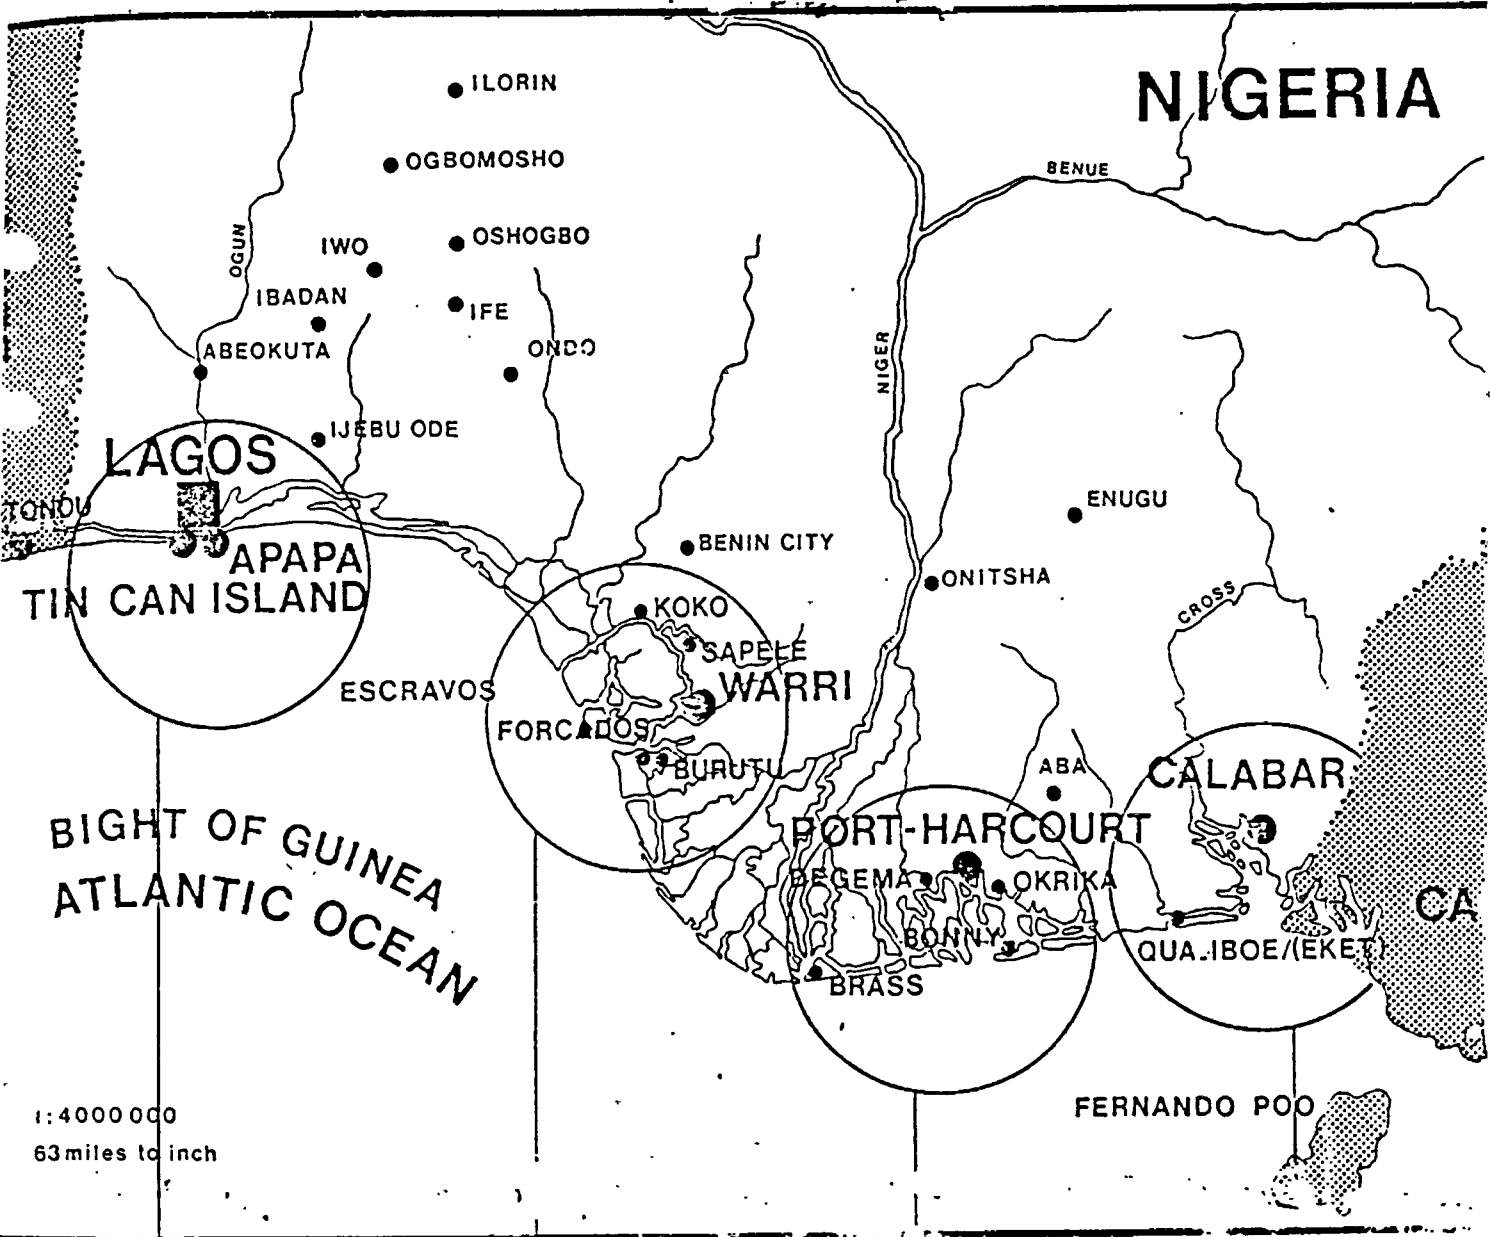 ILORIN
NIGERIA
OGBOMOSHO
BENUE
OGUN
IWO
OSHOGBO
IBADAN
IFE
ABEOKUTA
ONDO
NIGER
IJEBU ODE
LAGOS
ENUGU
BENIN CITY
APAPA
ONITSHA
TIN CAN ISLAND
KOKO
CROSS
SAPELE
ESCRAVOS
WARRI
FORCADOS
BURUTU
ABA
CALABAR
BIGHT OF GUINEA
PORT-HARCOURT
DEGEMA
OKRIKA
ATLANTIC OCEAN
CA
BONNY
QUA-IBOE/(EKET)
BRASS
1:4000000
FERNANDO POO
63 miles to inch